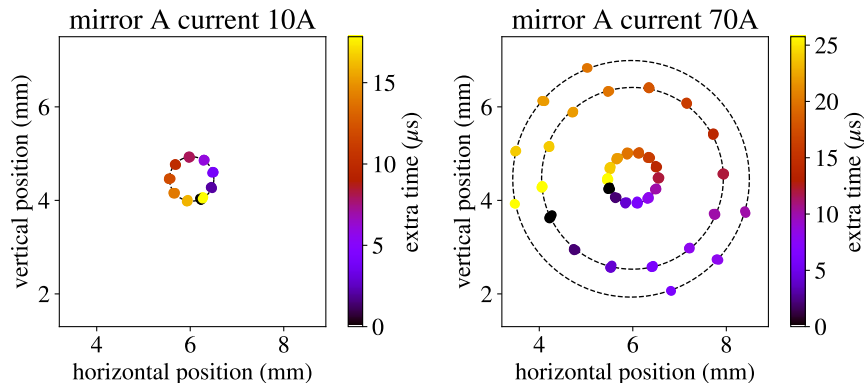 mirror A current 10A
mirror A current 70A
vertical position (mm)
6
4
2
4
6
8
horizontal position (mm)
15
10
5
0
extra time (μs)
vertical position (mm)
6
4
2
4
6
8
horizontal position (mm)
25
20
15
10
5
0
extra time (μs)